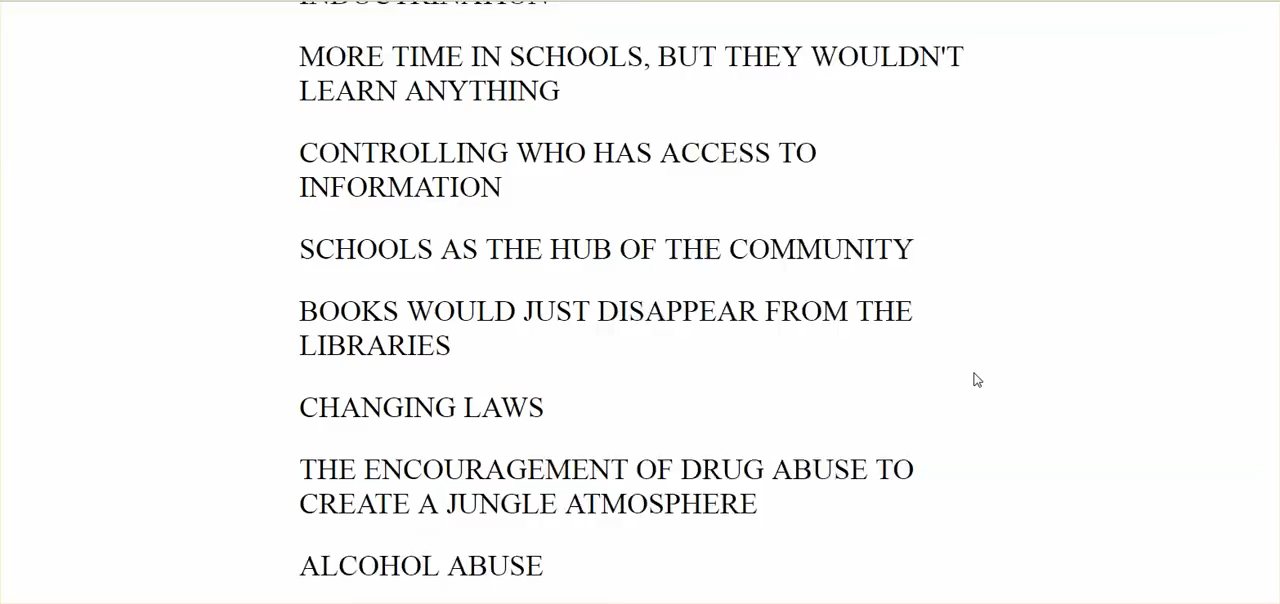 INDOCTRINATION
MORE TIME IN SCHOOLS, BUT THEY WOULDN'T
LEARN ANYTHING
CONTROLLING WHO HAS ACCESS TO
INFORMATION
SCHOOLS AS THE HUB OF THE COMMUNITY
BOOKS WOULD JUST DISAPPEAR FROM THE
LIBRARIES
CHANGING LAWS
THE ENCOURAGEMENT OF DRUG ABUSE TO
CREATE A JUNGLE ATMOSPHERE
ALCOHOL ABUSE